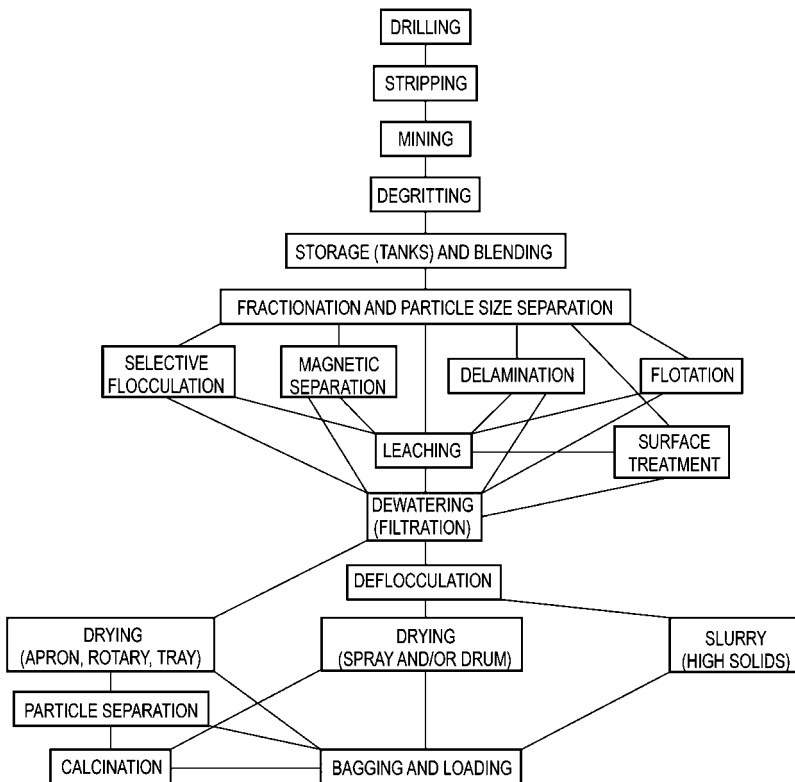 DRILLING
STRIPPING
MINING
DEGRITTING
STORAGE (TANKS) AND BLENDING
FRACTIONATION AND PARTICLE SIZE SEPARATION
SELECTIVE
FLOCCULATION
MAGNETIC
SEPARATION
DELAMINATION
FLOTATION
LEACHING
SURFACE
TREATMENT
DEWATERING
(FILTRATION)
DEFLOCCULATION
DRYING
(APRON, ROTARY, TRAY)
DRYING
(SPRAY AND/OR DRUM)
SLURRY
(HIGH SOLIDS)
PARTICLE SEPARATION
CALCINATION
BAGGING AND LOADING